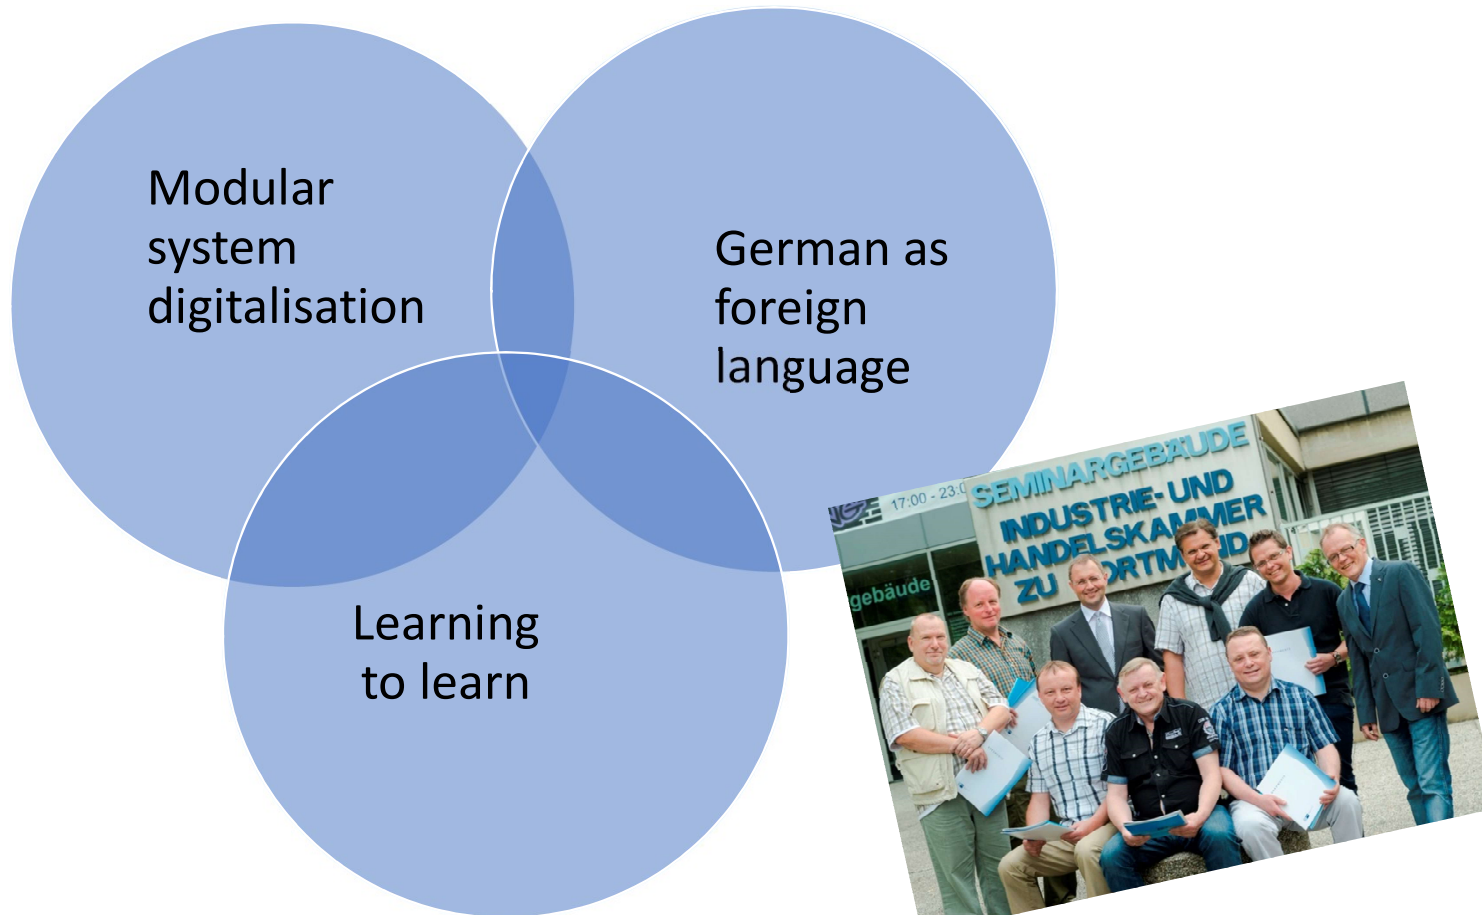 Modular
system
digitalisation
German as
foreign
language
Learning
to learn
17:00 - 23:0
SEMINARGEBÄUDE
INDUSTRIE- UND
HANDELSKAMMER
ZU DORTMUND
gebäude